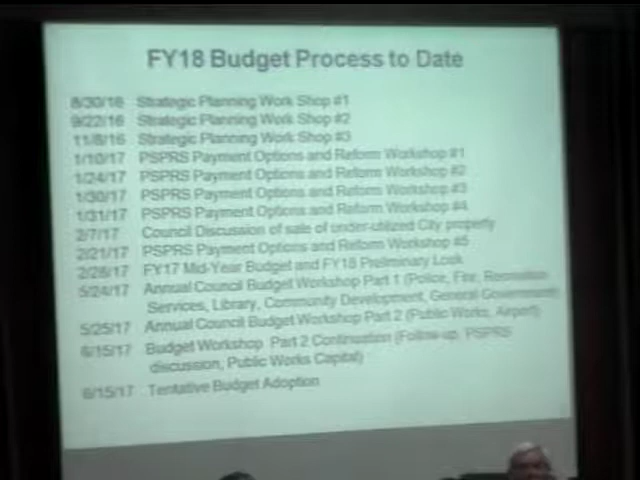 FY18 Budget Process to Date
8/30/16 Strategic Planning Work Shop #1
9/22/16 Strategic Planning Work Shop #2
11/8/16 Strategic Planning Work Shop #3
1/10/17 PSPRS Payment Options and Reform Workshop #1
1/24/17 PSPRS Payment Options and Reform Workshop #2
1/30/17 PSPRS Payment Options and Reform Workshop #3
1/31/17 PSPRS Payment Options and Reform Workshop #4
2/7/17 Council Discussion of sale of under-utilized City property
2/21/17 PSPRS Payment Options and Reform Workshop #5
2/28/17 FY17 Mid-Year Budget and FY18 Preliminary Look
5/24/17 Annual Council Budget Workshop Part 1 (Police, Fire, Recreation
Services, Library, Community Development, General Government)
5/25/17 Annual Council Budget Workshop Part 2 (Public Works, Airport)
6/15/17 Budget Workshop Part 2 Continuation (Follow-up, PSPRS
discussion, Public Works Capital)
6/15/17 Tentative Budget Adoption